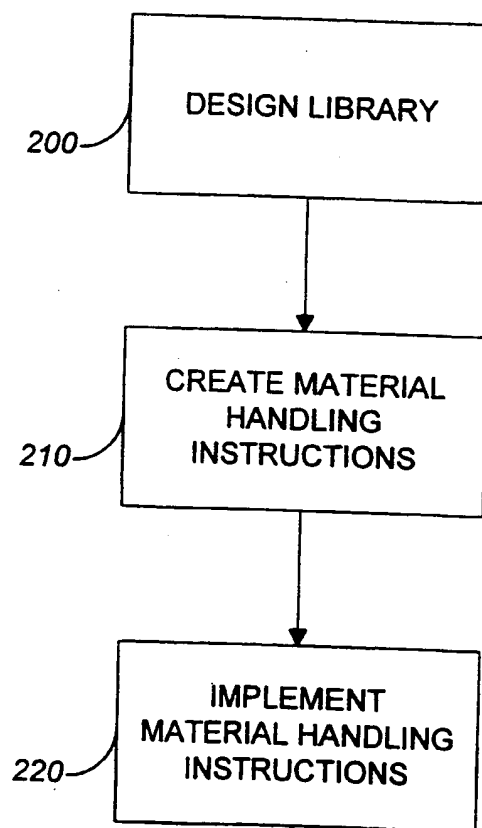 DESIGN LIBRARY
200
CREATE MATERIAL
HANDLING
INSTRUCTIONS
210
IMPLEMENT
MATERIAL HANDLING
INSTRUCTIONS
220